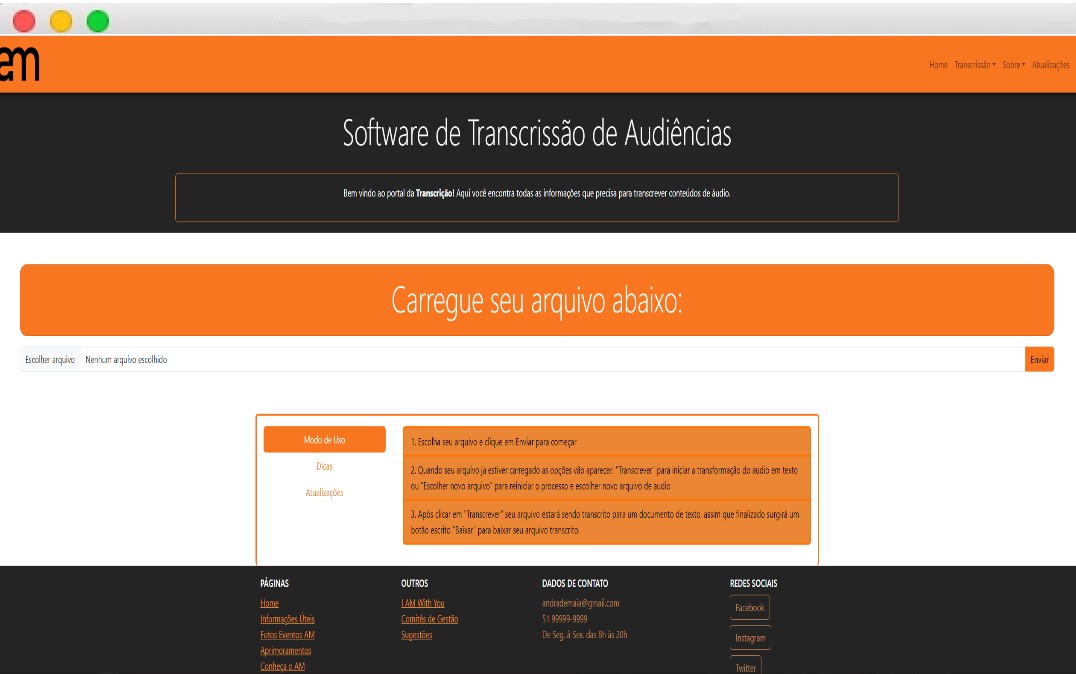 am
Home Transcrissão Sobre Atualizações
Software de Transcrissão de Audiências
Bem vindo ao portal da Transcrição! Aqui você encontra todas as informações que precisa para transcrever conteúdos de áudio.
Carregue seu arquivo abaixo:
Escolher arquivo Nenhum arquivo escolhido Enviar
Modo de Uso
Dicas
Atualizações
1. Escolha seu arquivo e clique em Enviar para começar
2. Quando seu arquivo ja estiver carregado as opções vão aparecer: "Transcrever" para iniciar a transformação do audio em texto
ou "Escolher novo arquivo" para reiniciar o processo e escolher novo arquivo de audio
3. Após clicar em "Transcrever" seu arquivo estará sendo transcrito para um documento de texto, assim que finalizado surgirá um
botão escrito "Baixar" para baixar seu arquivo transcrito.
PÁGINAS
Home
Informações Úteis
Fotos Eventos AM
Aprimoramentos
Conheça o AM
OUTROS
I AM With You
Comitês de Gestão
Sugestões
DADOS DE CONTATO
andrademaia@gmail.com
51 99999-9999
De Seg. à Sex. das 8h às 20h
REDES SOCIAIS
Facebook
Instagram
Twitter